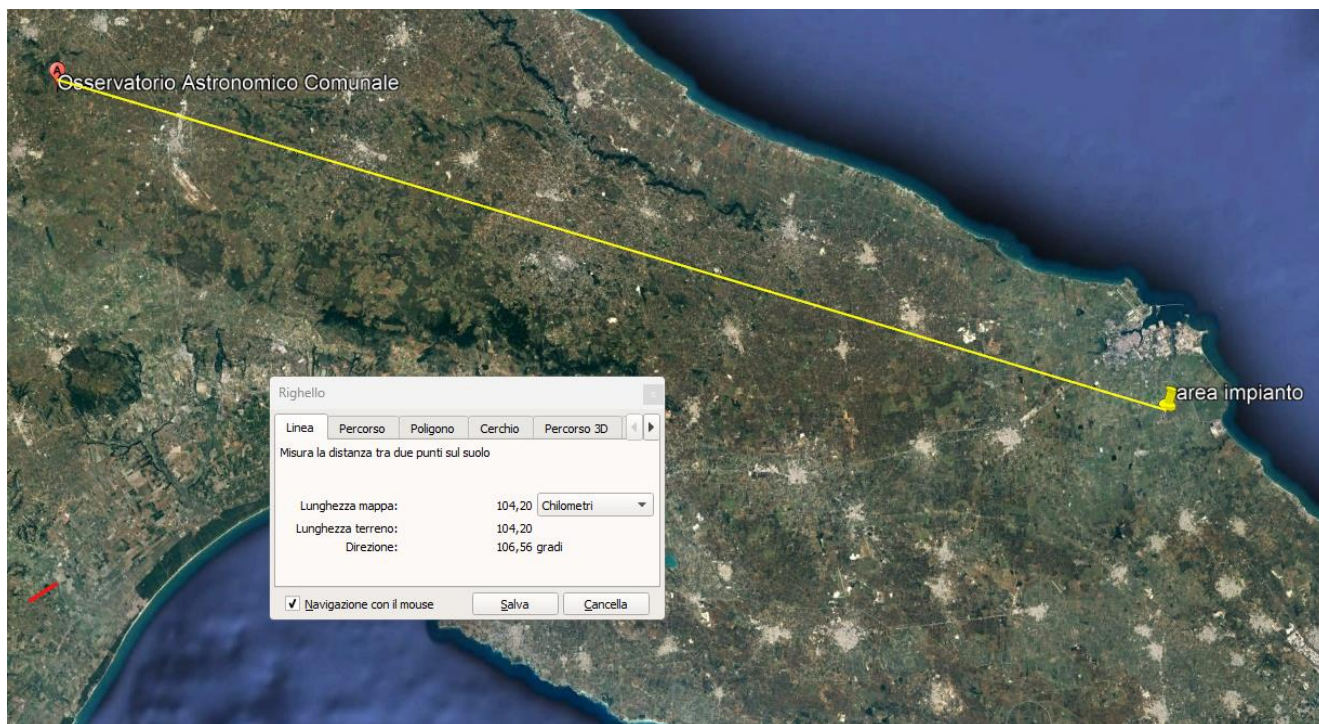 A
Osservatorio Astronomico Comunale
area impianto
Righello
Linea Percorso Poligono Cerchio Percorso 3D
Misura la distanza tra due punti sul suolo
Lunghezza mappa: 104,20 Chilometri
Lunghezza terreno: 104,20
Direzione: 106,56 gradi
Navigazione con il mouse Salva Cancella